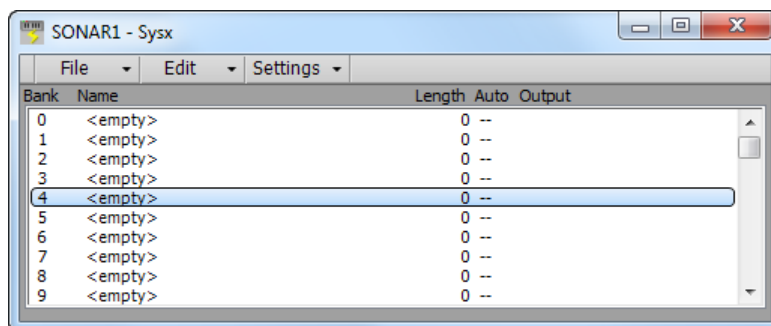 SONAR1 - Sysx
File Edit Settings
Bank Name Length Auto Output
0 <empty> 0 --
1 <empty> 0 --
2 <empty> 0 --
3 <empty> 0 --
4 <empty> 0 --
5 <empty> 0 --
6 <empty> 0 --
7 <empty> 0 --
8 <empty> 0 --
9 <empty> 0 --